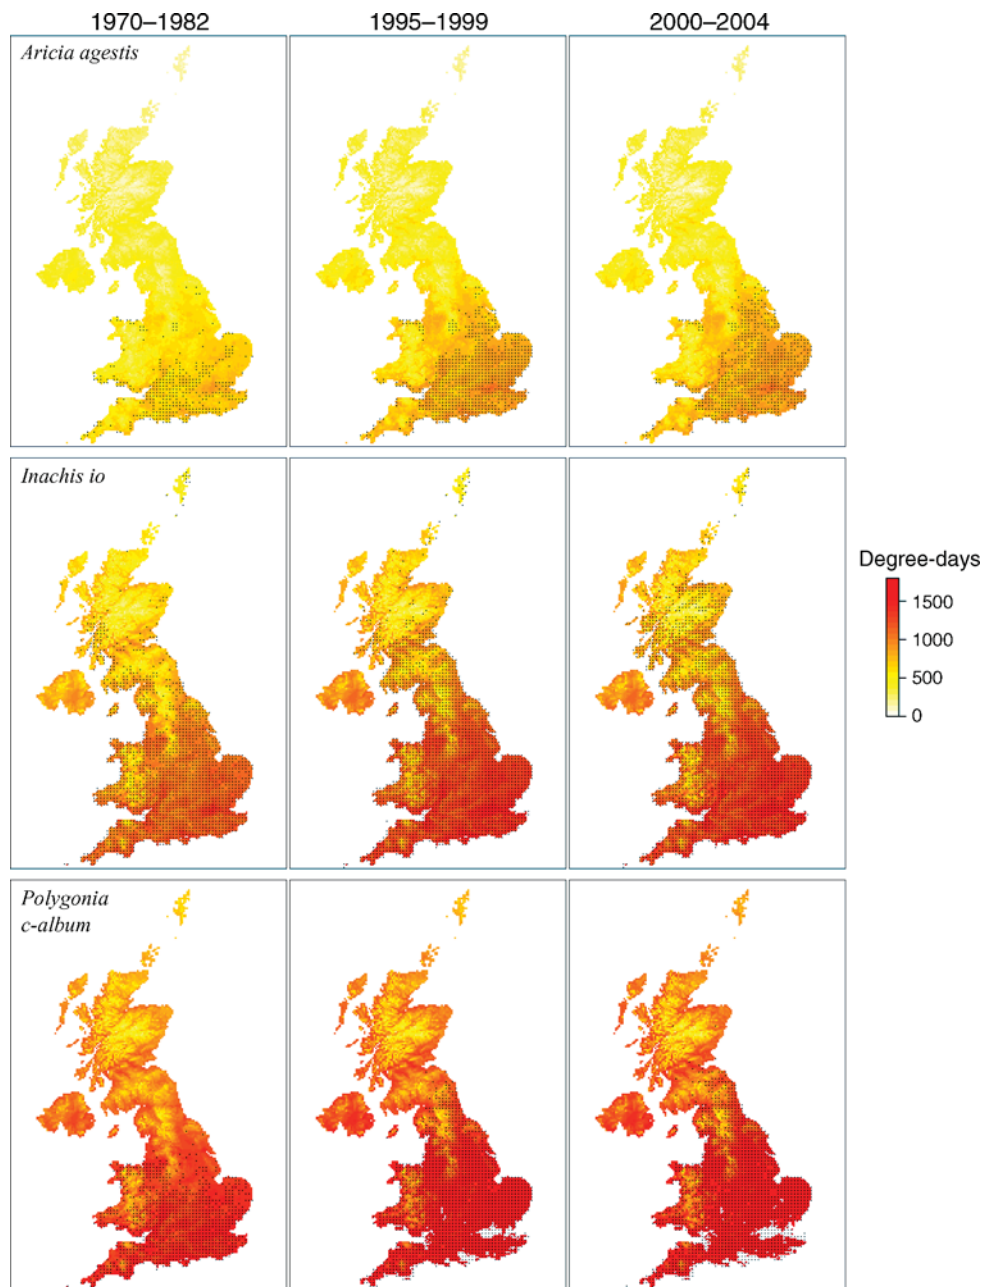 1970–1982
1995–1999
2000–2004
Aricia agestis
Inachis io
Degree-days
1500
1000
500
0
Polygonia
c-album